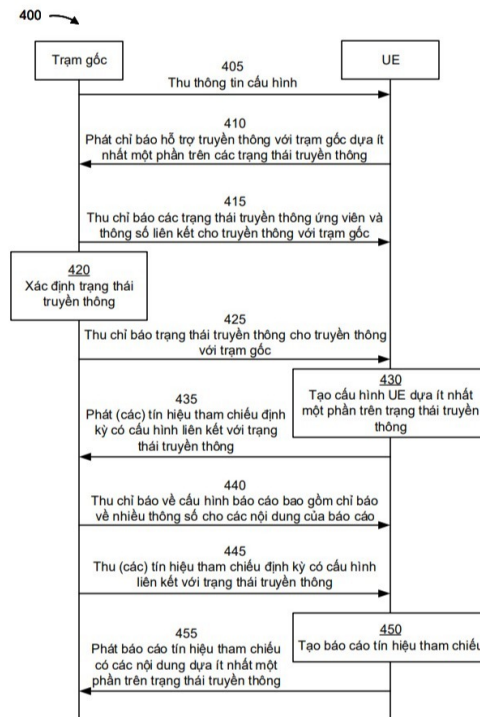 400
Trạm gốc
UE
405
Thu thông tin cấu hình
410
Phát chỉ báo hỗ trợ truyền thông với trạm gốc dựa ít
nhất một phần trên các trạng thái truyền thông
415
Thu chỉ báo các trạng thái truyền thông ứng viên và
thông số liên kết cho truyền thông với trạm gốc
420
Xác định trạng thái
truyền thông
425
Thu chỉ báo trạng thái truyền thông cho truyền thông
với trạm gốc
430
Tạo cấu hình UE dựa ít nhất
một phần trên trạng thái truyền
thông
435
Phát (các) tín hiệu tham chiếu định
kỳ có cấu hình liên kết với trạng
thái truyền thông
440
Thu chỉ báo về cấu hình báo cáo bao gồm chỉ báo
về nhiều thông số cho các nội dung của báo cáo
445
Thu (các) tín hiệu tham chiếu định kỳ có cấu hình
liên kết với trạng thái truyền thông
450
Tạo báo cáo tín hiệu tham chiếu
455
Phát báo cáo tín hiệu tham chiếu
có các nội dung dựa ít nhất một
phần trên trạng thái truyền thông